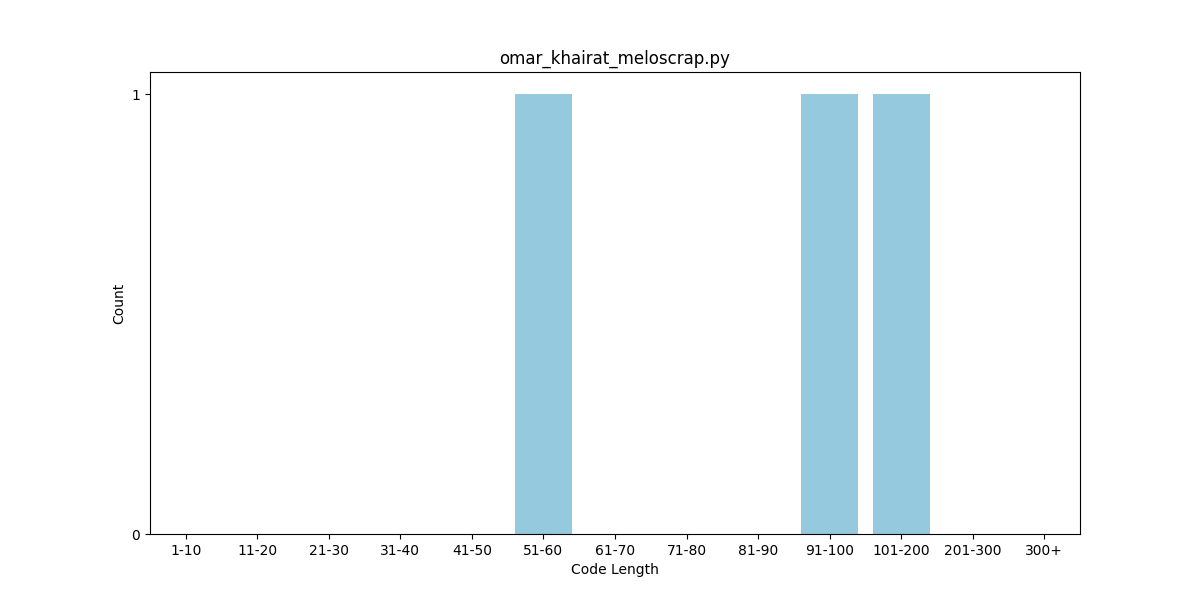 omar_khairat_meloscrap.py
1
Count
0
1-10 11-20 21-30 31-40 41-50 51-60 61-70 71-80 81-90 91-100 101-200 201-300 300+
Code Length